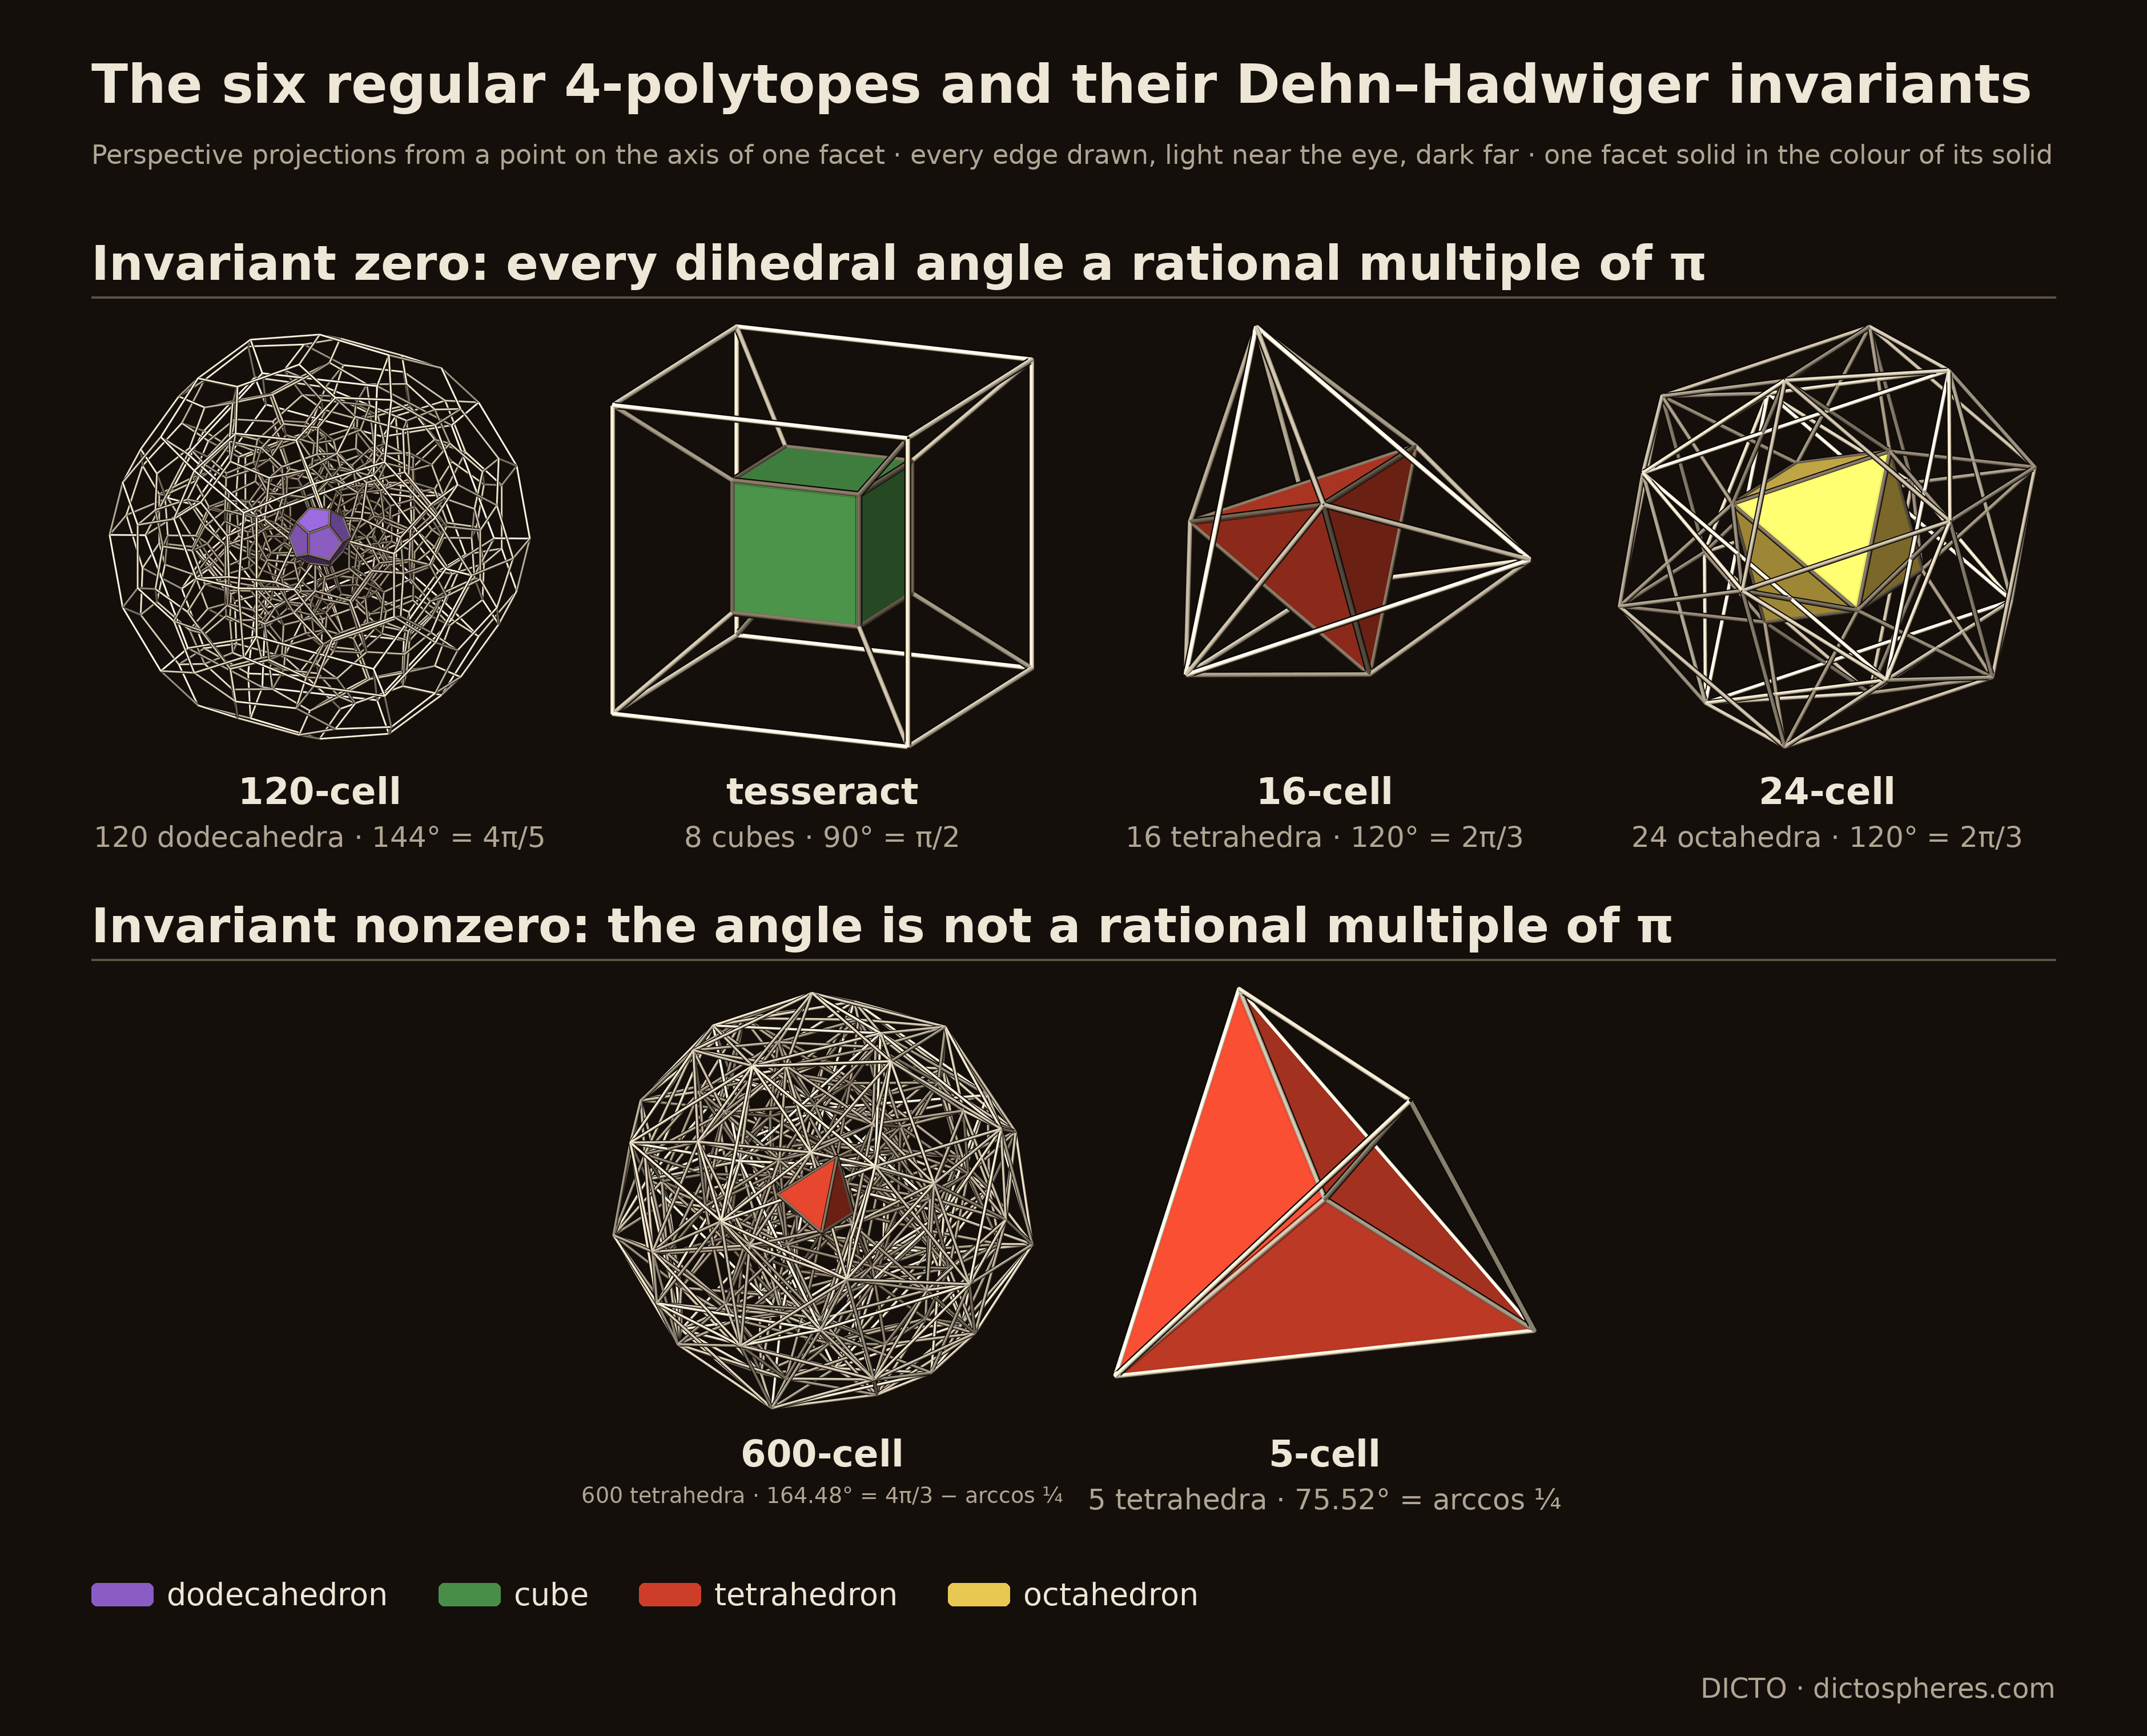 The six regular 4-polytopes and their Dehn–Hadwiger invariants
Perspective projections from a point on the axis of one facet · every edge drawn, light near the eye, dark far · one facet solid in the colour of its solid
Invariant zero: every dihedral angle a rational multiple of π
120-cell
120 dodecahedra · 144° = 4π/5
tesseract
8 cubes · 90° = π/2
16-cell
16 tetrahedra · 120° = 2π/3
24-cell
24 octahedra · 120° = 2π/3
Invariant nonzero: the angle is not a rational multiple of π
600-cell
600 tetrahedra · 164.48° = 4π/3 − arccos ¼
5-cell
5 tetrahedra · 75.52° = arccos ¼
dodecahedron
cube
tetrahedron
octahedron
DICTO · dictospheres.com